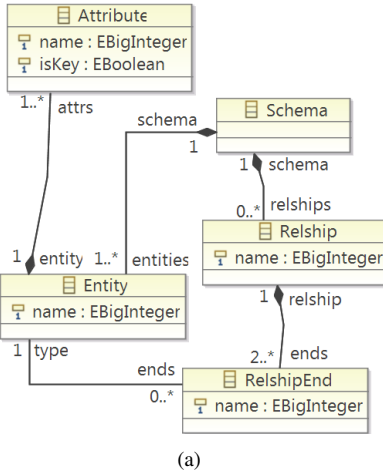 Attribute
name : EBigInteger
isKey : EBoolean
1..* attrs
schema
1
Schema
1 schema
0..* relships
Relship
name : EBigInteger
1 entity
1..* entities
Entity
name : EBigInteger
1 relship
1 type
ends
0..*
2..* ends
RelshipEnd
name : EBigInteger
(a)